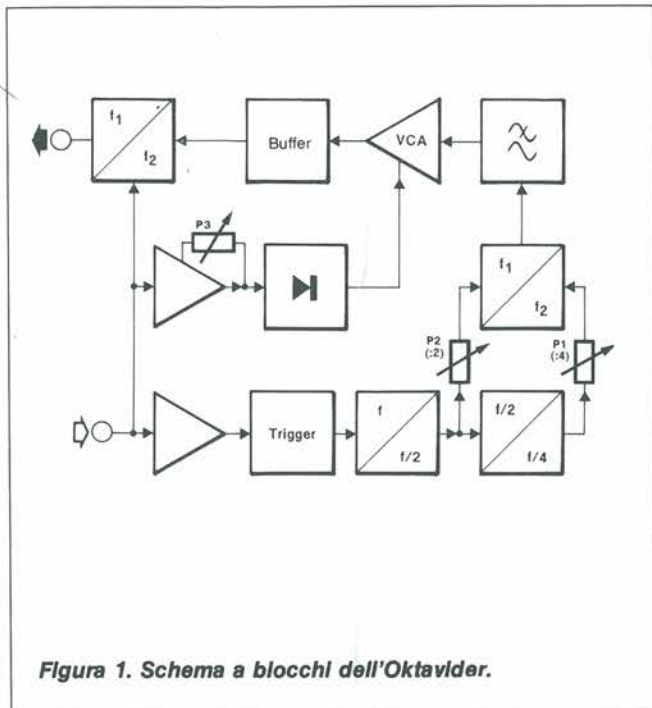 f1
f2
Buffer
VCA
P3
f1
f2
P2
(:2)
P1
(:4)
Trigger
f
f/2
f/2
f/4
Figura 1. Schema a blocchi dell'Oktavider.